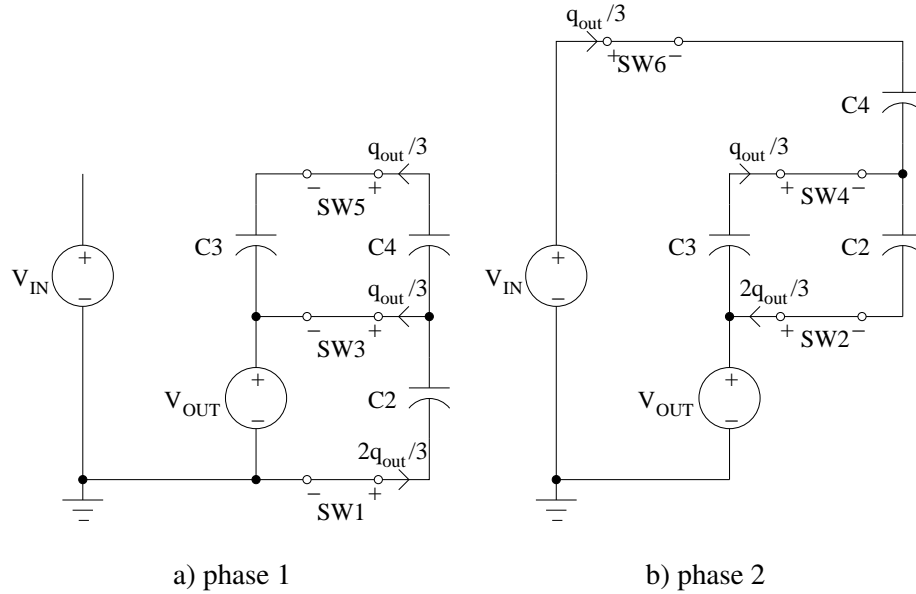 q_out/3
+ SW6 −
C4
q_out/3
− SW5 +
q_out/3
+ SW4 −
C3
C4
C3
C2
V_IN
+
−
q_out/3
− SW3 +
V_IN
+
−
2q_out/3
+ SW2 −
V_OUT
+
−
C2
V_OUT
+
−
2q_out/3
− SW1 +
a) phase 1
b) phase 2